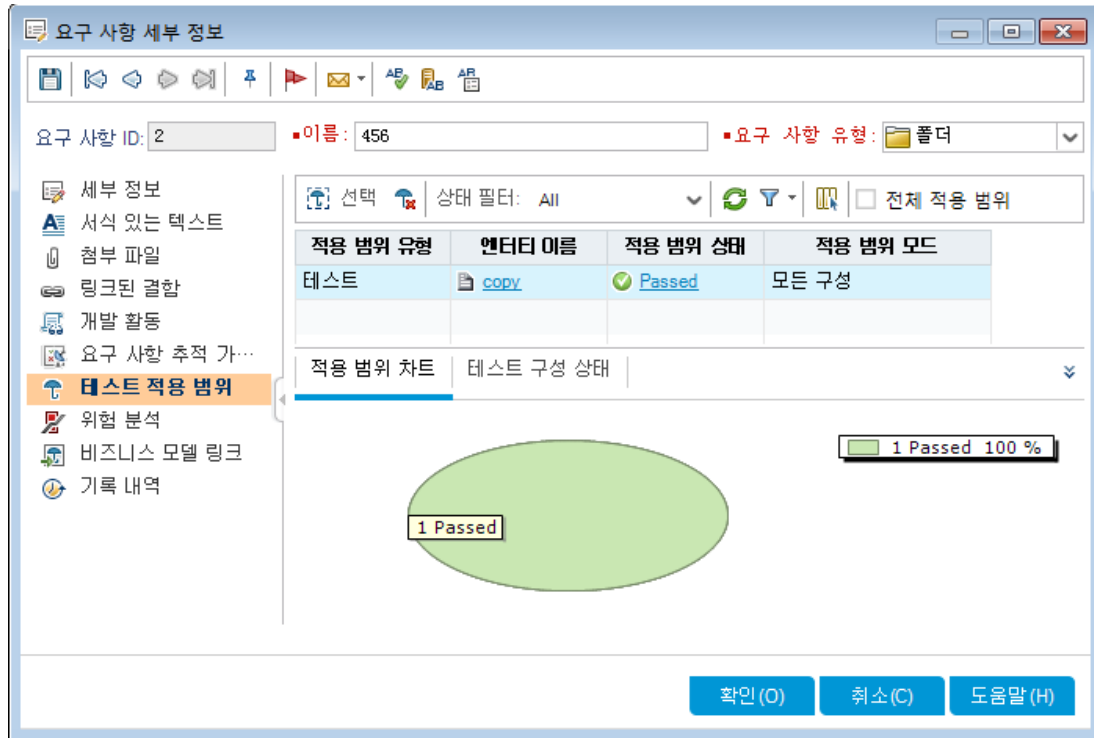 요구 사항 세부 정보
요구 사항 ID: 2
이름: 456
요구 사항 유형: 폴더
세부 정보
서식 있는 텍스트
첨부 파일
링크된 결함
개발 활동
요구 사항 추적 가…
테스트 적용 범위
위험 분석
비즈니스 모델 링크
기록 내역
선택 상태 필터: All 전체 적용 범위
적용 범위 유형 엔터티 이름 적용 범위 상태 적용 범위 모드
테스트 copy Passed 모든 구성
적용 범위 차트 테스트 구성 상태
1 Passed 100 %
1 Passed
확인(O) 취소(C) 도움말(H)